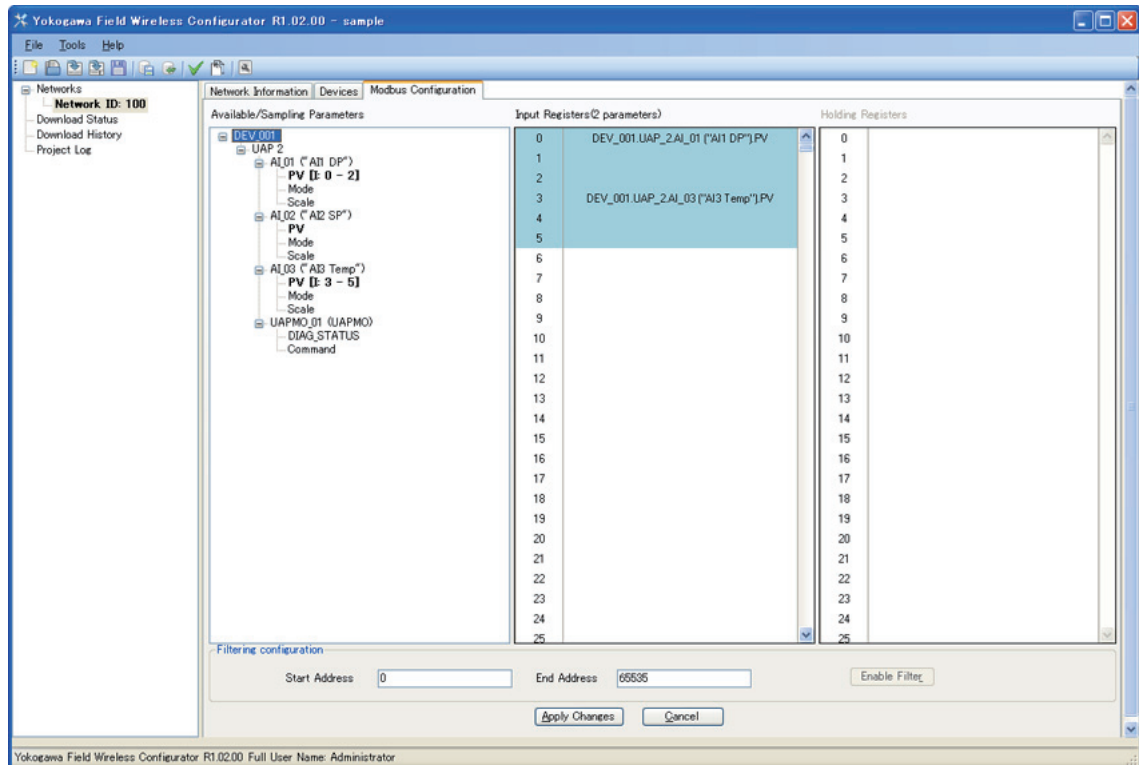 Yokogawa Field Wireless Configurator R1.02.00 - sample
File Tools Help
Networks
Network ID: 100
Download Status
Download History
Project Log
Network Information Devices Modbus Configuration
Available/Sampling Parameters
DEV_001
UAP 2
AI_01 ("AI1 DP")
PV [I: 0 - 2]
Mode
Scale
AI_02 ("AI2 SP")
PV
Mode
Scale
AI_03 ("AI3 Temp")
PV [I: 3 - 5]
Mode
Scale
UAPMO_01 (UAPMO)
DIAG_STATUS
Command
Input Registers(2 parameters)
0 DEV_001.UAP_2.AI_01 ("AI1 DP").PV
1
2
3 DEV_001.UAP_2.AI_03 ("AI3 Temp").PV
4
5
6
7
8
9
10
11
12
13
14
15
16
17
18
19
20
21
22
23
24
25
Holding Registers
0
1
2
3
4
5
6
7
8
9
10
11
12
13
14
15
16
17
18
19
20
21
22
23
24
25
Filtering configuration
Start Address 0 End Address 65535 Enable Filter
Apply Changes Cancel
Yokogawa Field Wireless Configurator R1.02.00 Full User Name: Administrator